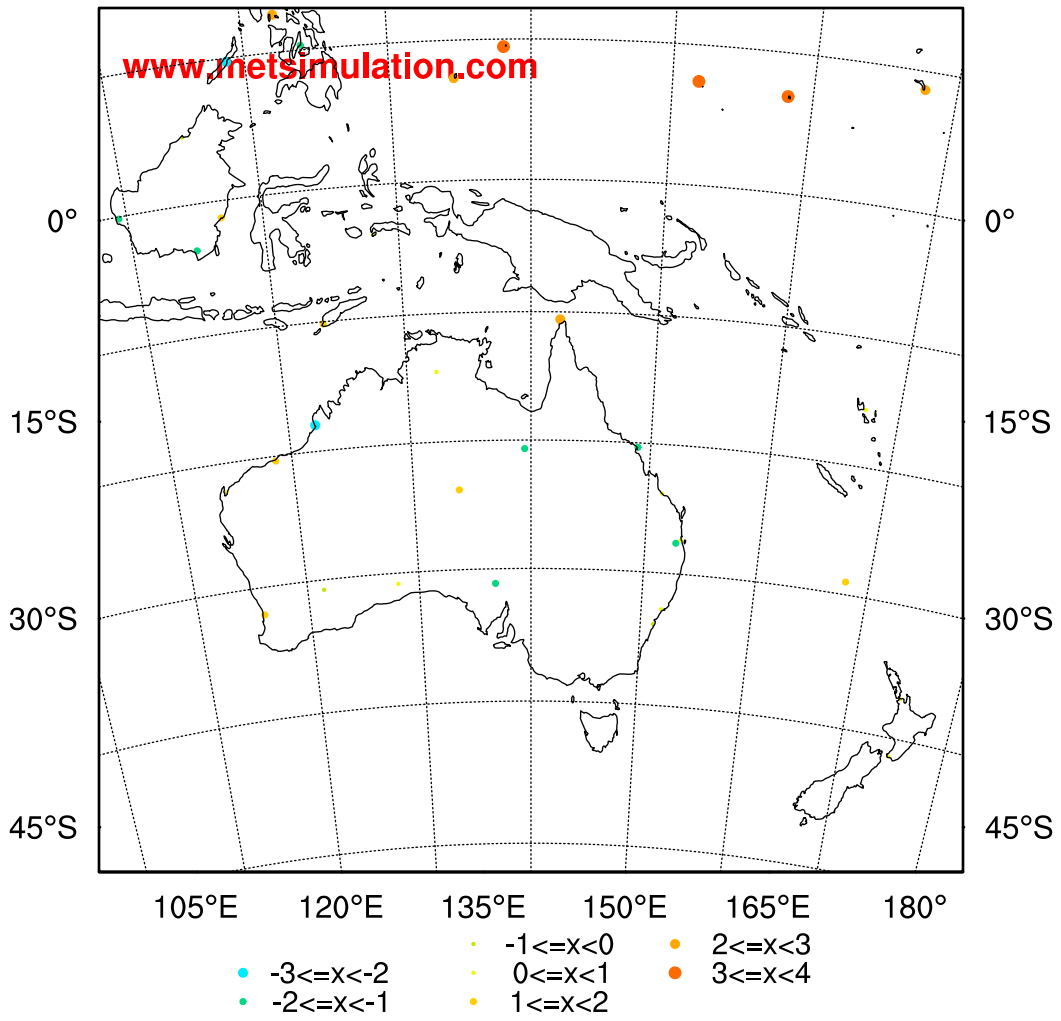 www.metsimulation.com
0° 0°
15°S 15°S
30°S 30°S
45°S 45°S
105°E 120°E 135°E 150°E 165°E 180°
-1<=x<0 2<=x<3
-3<=x<-2 0<=x<1 3<=x<4
-2<=x<-1 1<=x<2